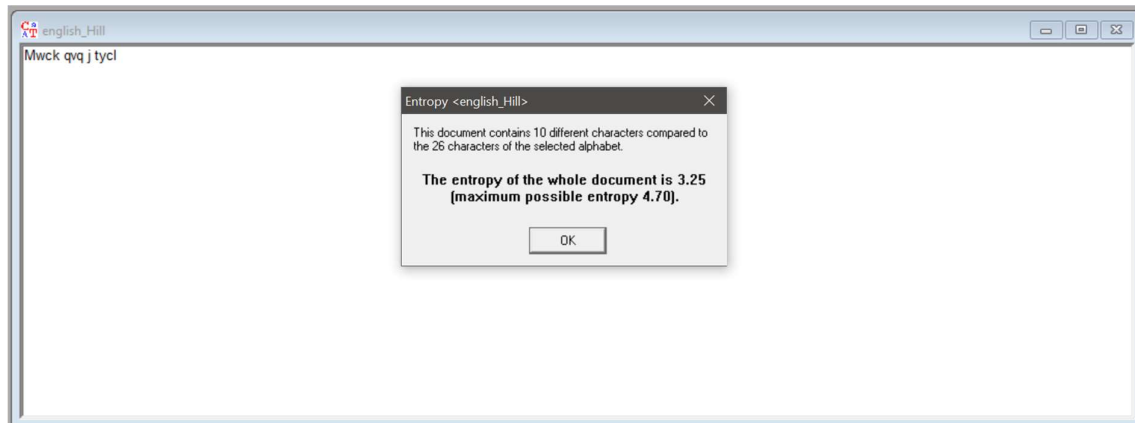 english_Hill
Mwck qvq j tycl
Entropy <english_Hill>
This document contains 10 different characters compared to
the 26 characters of the selected alphabet.
The entropy of the whole document is 3.25
(maximum possible entropy 4.70).
OK